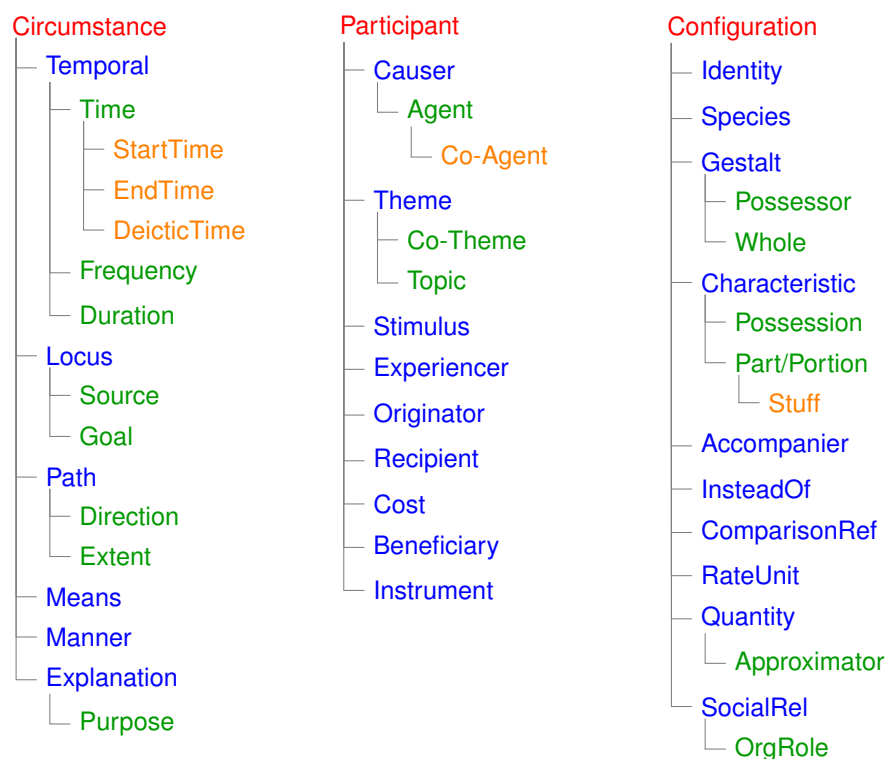 Circumstance
Temporal
Time
StartTime
EndTime
DeicticTime
Frequency
Duration
Locus
Source
Goal
Path
Direction
Extent
Means
Manner
Explanation
Purpose
Participant
Causer
Agent
Co-Agent
Theme
Co-Theme
Topic
Stimulus
Experiencer
Originator
Recipient
Cost
Beneficiary
Instrument
Configuration
Identity
Species
Gestalt
Possessor
Whole
Characteristic
Possession
Part/Portion
Stuff
Accompanier
InsteadOf
ComparisonRef
RateUnit
Quantity
Approximator
SocialRel
OrgRole